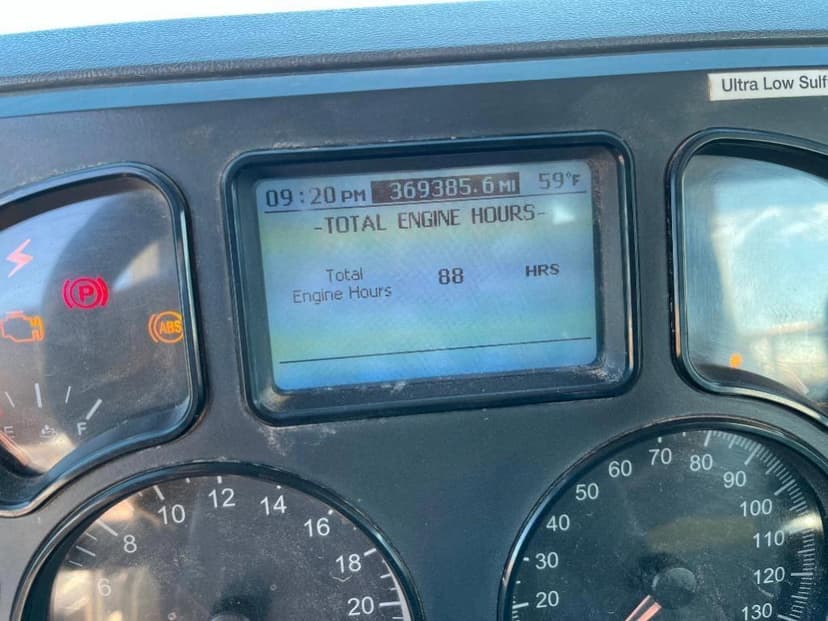 Ultra Low Sulf
09:20 PM 369385.6 MI 59°F
-TOTAL ENGINE HOURS-
Total 88 HRS
Engine Hours
P
ABS
E F
6 8 10 12 14 16 18 20
20 30 40 50 60 70 80 90 100 110 120 130